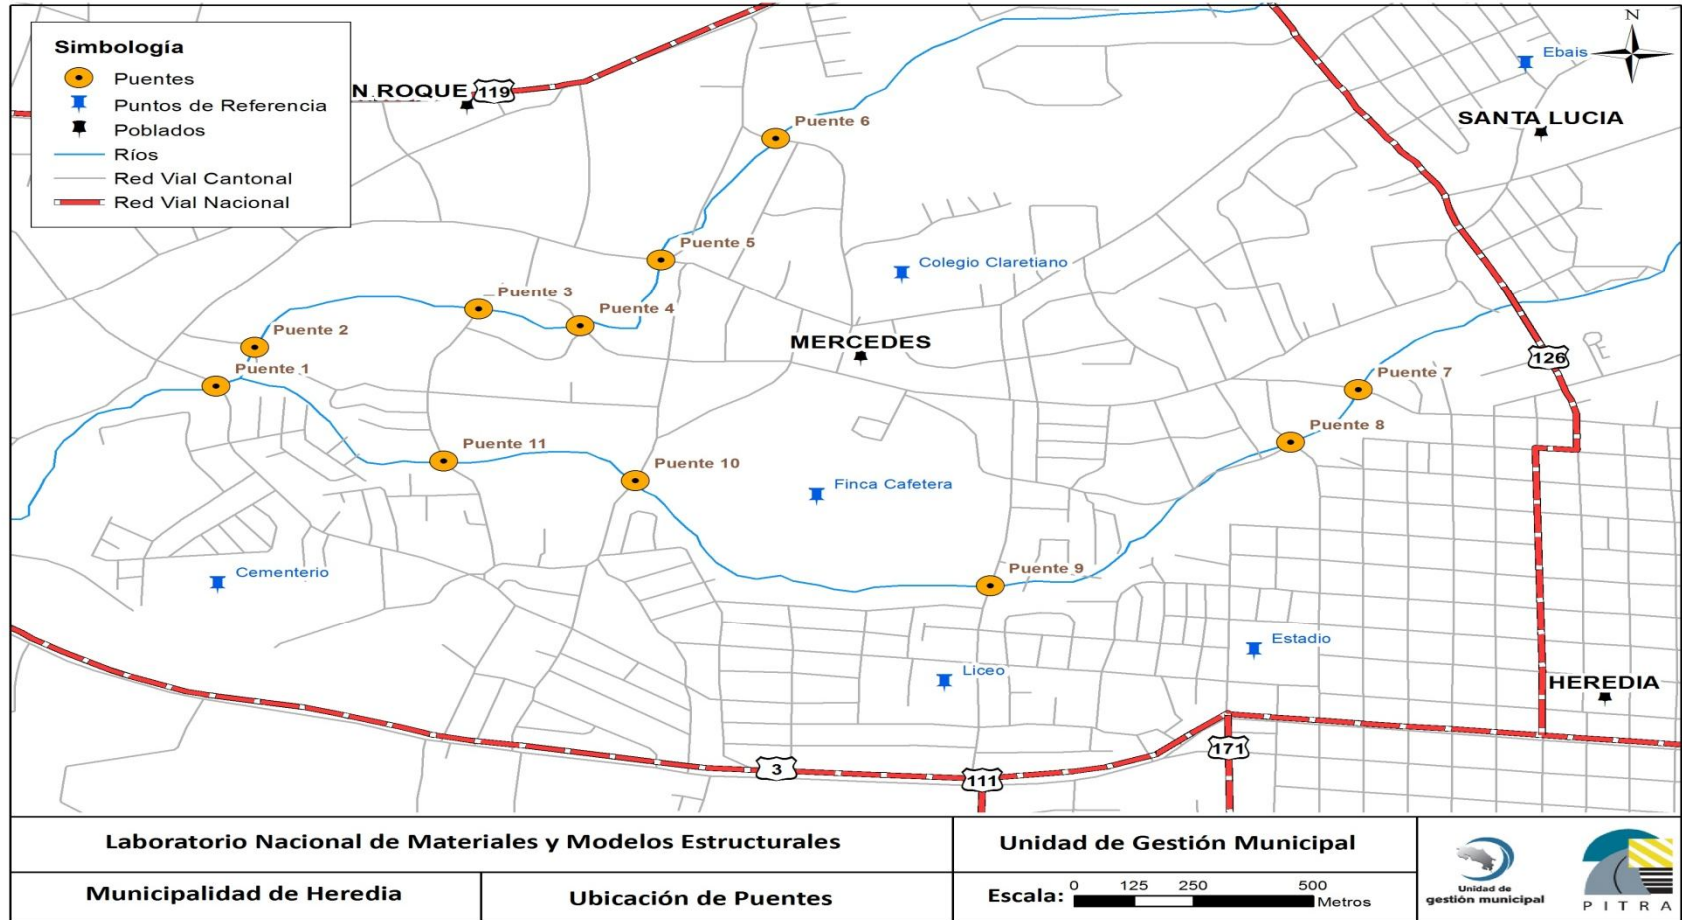 Simbología
Puentes
Puntos de Referencia
Poblados
Ríos
Red Vial Cantonal
Red Vial Nacional
N.ROQUE
119
Ebais
N
SANTA LUCIA
Puente 6
Puente 5
Colegio Claretiano
Puente 3
Puente 4
Puente 2
MERCEDES
126
Puente 1
Puente 7
Puente 8
Puente 11
Puente 10
Finca Cafetera
Cementerio
Puente 9
Estadio
Liceo
HEREDIA
171
3
111
Laboratorio Nacional de Materiales y Modelos Estructurales
Unidad de Gestión Municipal
Municipalidad de Heredia
Ubicación de Puentes
Escala:
0 125 250 500
Metros
Unidad de
gestión municipal
PITRA